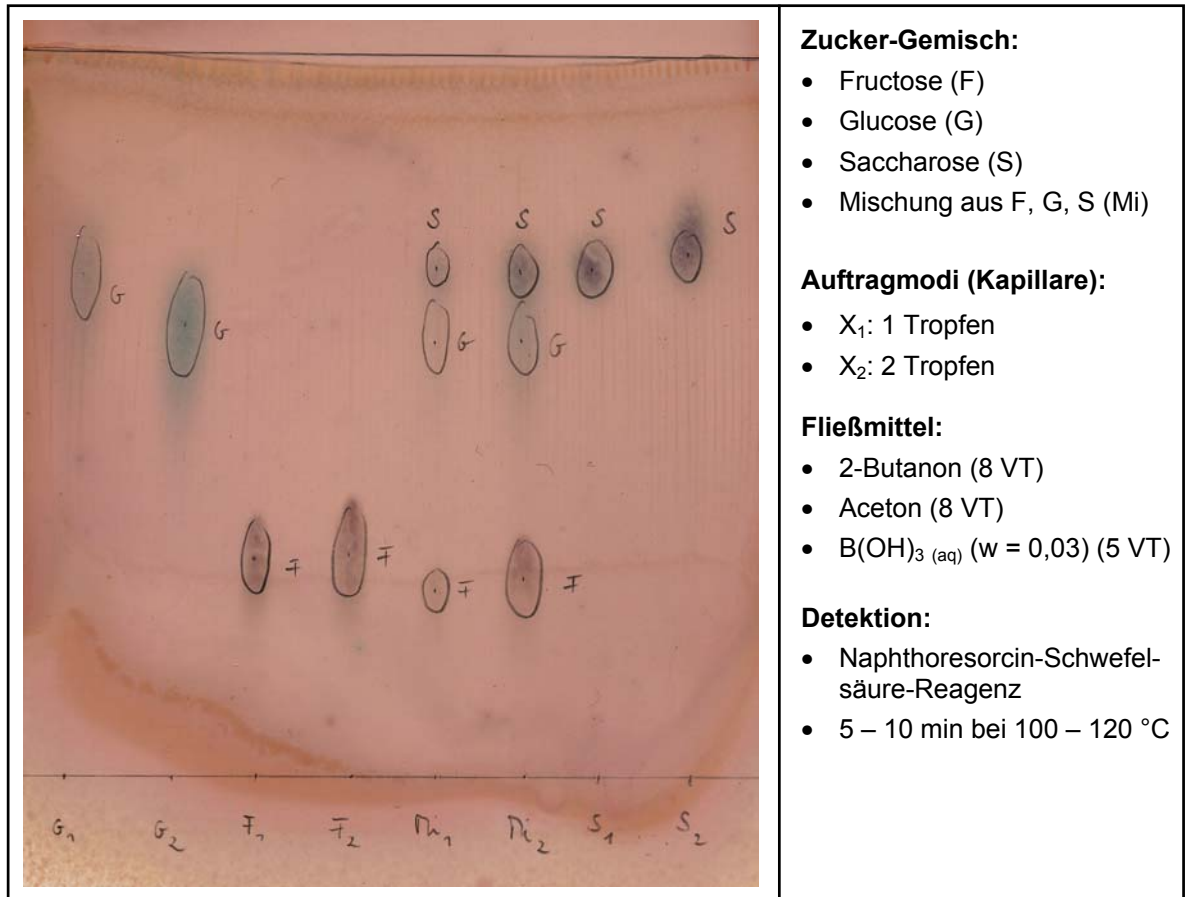 S S S S
G G G G
F F F F
G₁ G₂ F₁ F₂ Mi₁ Mi₂ S₁ S₂
Zucker-Gemisch:
• Fructose (F)
• Glucose (G)
• Saccharose (S)
• Mischung aus F, G, S (Mi)
Auftragmodi (Kapillare):
• X₁: 1 Tropfen
• X₂: 2 Tropfen
Fließmittel:
• 2-Butanon (8 VT)
• Aceton (8 VT)
• B(OH)₃ (aq) (w = 0,03) (5 VT)
Detektion:
• Naphthoresorcin-Schwefel-
säure-Reagenz
• 5 – 10 min bei 100 – 120 °C